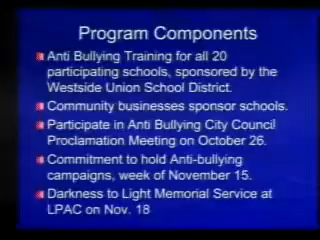 Program Components
Anti Bullying Training for all 20
participating schools, sponsored by the
Westside Union School District.
Community businesses sponsor schools.
Participate in Anti Bullying City Council
Proclamation Meeting on October 26.
Commitment to hold Anti-bullying
campaigns, week of November 15.
Darkness to Light Memorial Service at
LPAC on Nov. 18